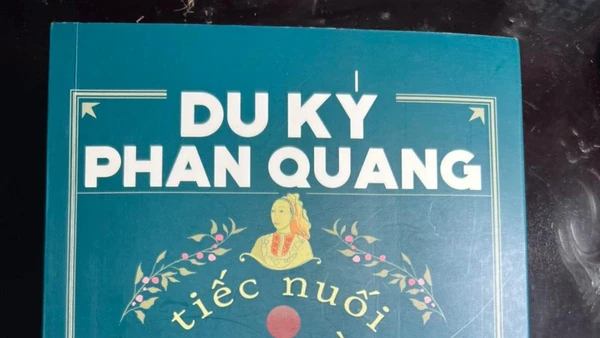 DU KÝ
PHAN QUANG
tiếc nuối